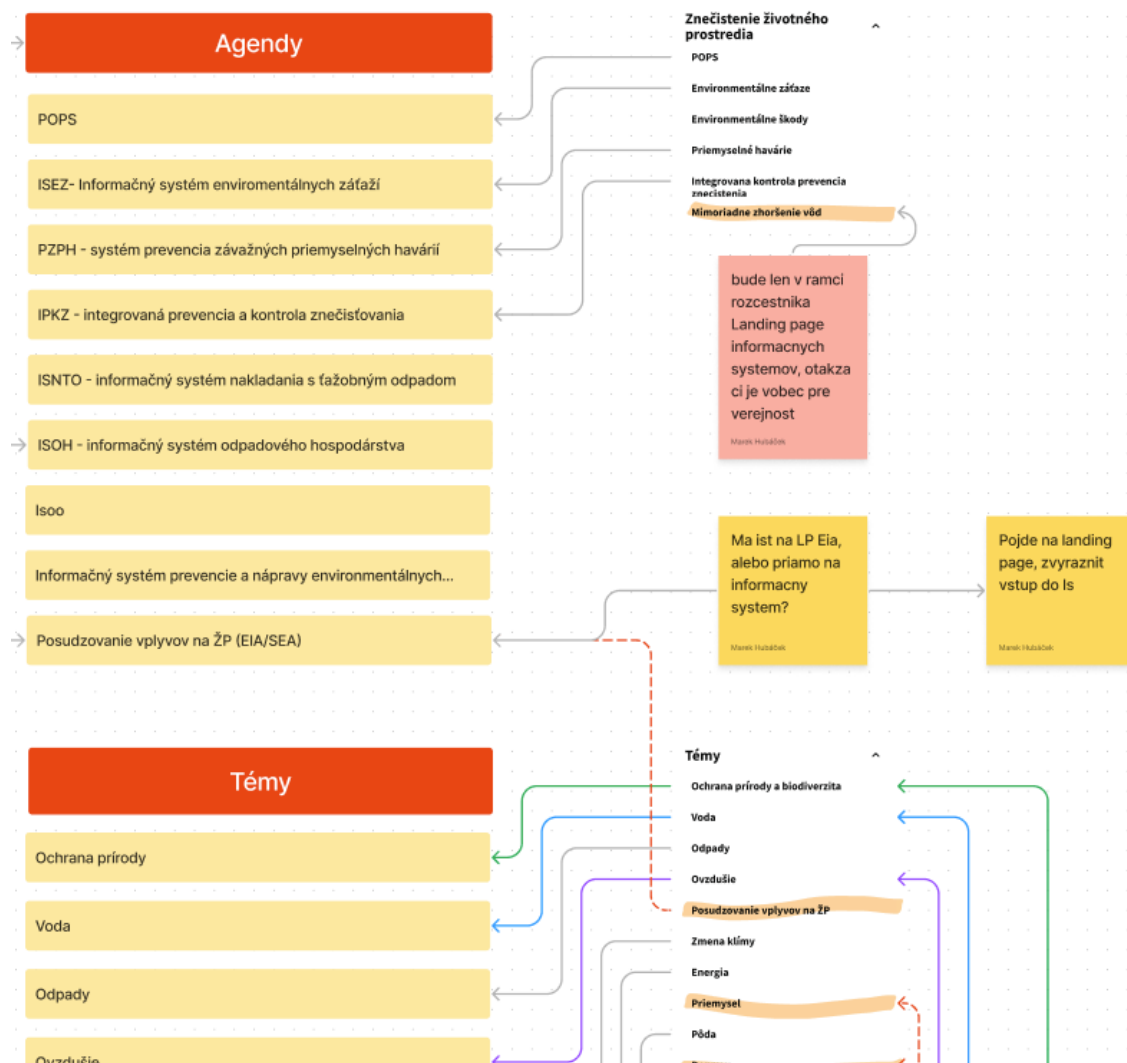 Agendy
POPS
ISEZ- Informačný systém enviromentálnych záťaží
PZPH - systém prevencia závažných priemyselných havárií
IPKZ - integrovaná prevencia a kontrola znečisťovania
ISNTO - informačný systém nakladania s ťažobným odpadom
ISOH - informačný systém odpadového hospodárstva
Isoo
Informačný systém prevencie a nápravy environmentálnych...
Posudzovanie vplyvov na ŽP (EIA/SEA)
Znečistenie životného
prostredia
POPS
Environmentálne záťaze
Environmentálne škody
Priemyselné havárie
Integrovana kontrola prevencia
znecistenia
Mimoriadne zhoršenie vôd
bude len v ramci
rozcestnika
Landing page
informacnych
systemov, otakza
ci je vobec pre
verejnost
Marek Hubáček
Ma ist na LP Eia,
alebo priamo na
informacny
system?
Marek Hubáček
Pojde na landing
page, zvyraznit
vstup do Is
Marek Hubáček
Témy
Ochrana prírody
Voda
Odpady
Ovzdušie
Témy
Ochrana prírody a biodiverzita
Voda
Odpady
Ovzdušie
Posudzovanie vplyvov na ŽP
Zmena klímy
Energia
Priemysel
Pôda